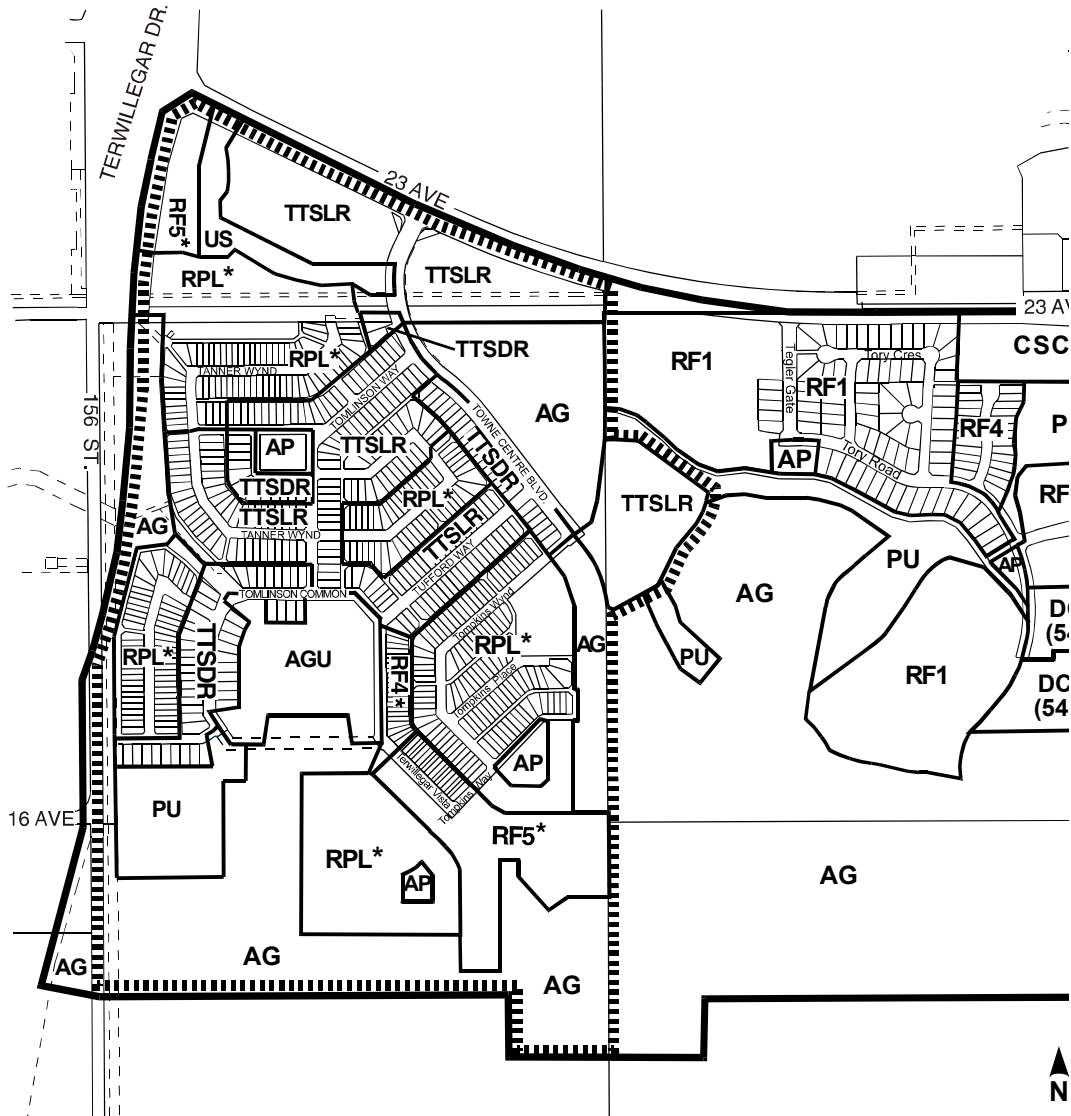 TERWILLEGAR DR.
23 AVE
TTSLR
RF5*
US
TTSLR
RPL*
23 AV
TTSDR
CSC
RPL*
TANNER WYND
TOMLINSON WAY
RF1
Tegler Gate
Tory Cres
RF1
156 ST
AG
TOWNE CENTRE BLVD
TTSDR
RF4
P
AP
TTSLR
Tory Road
AP
TTSDR
RPL*
RF
TTSLR
TTSLR
TTSLR
TANNER WYND
AG
TUFFORD WAY
PU
AP
TOMLINSON COMMON
AG
Tompkins Wynd
DC
(54
RPL*
TTSDR
AGU
RF4*
RPL*
AG
PU
RF1
DC
(54
Tompkins Place
AP
Terwillegar Vista
Tompkins Way
PU
16 AVE
RF5*
RPL*
AP
AG
AG
AG
AG
N